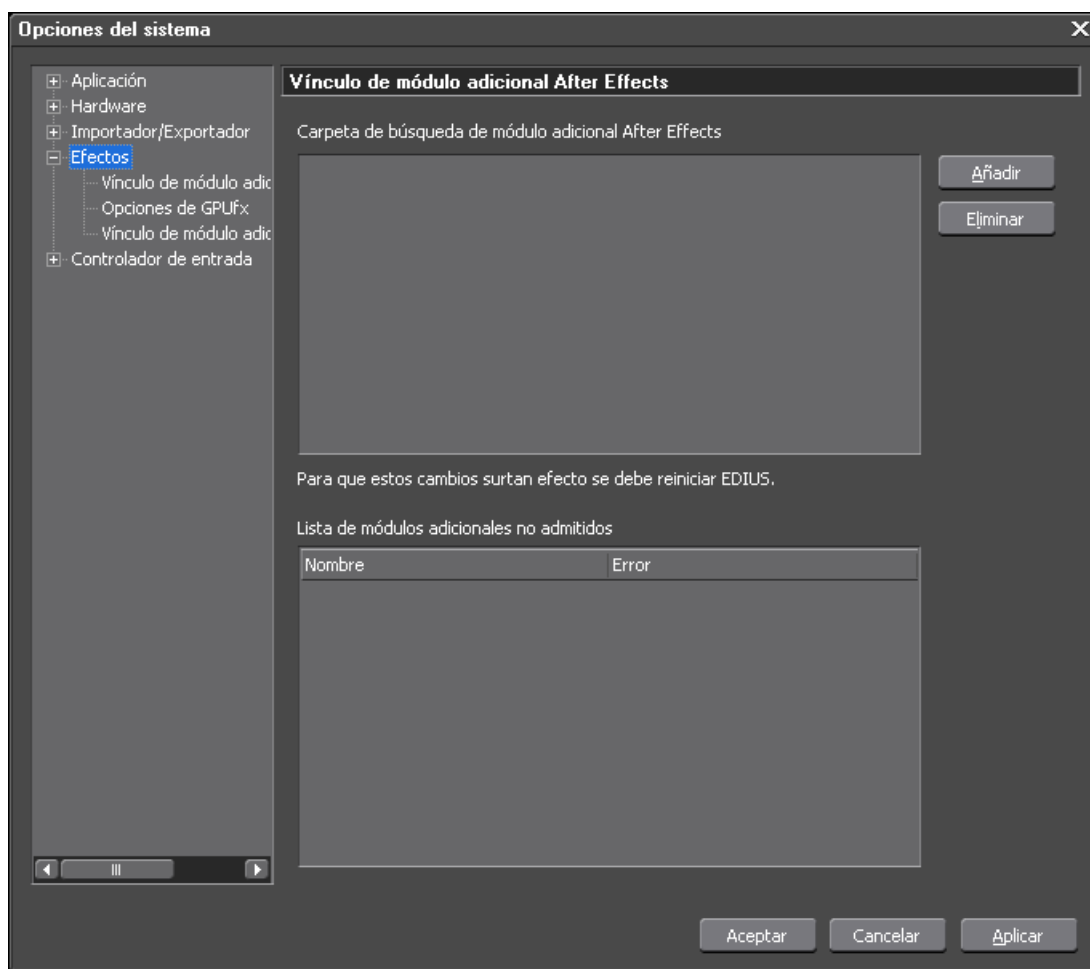 Opciones del sistema
Aplicación
Hardware
Importador/Exportador
Efectos
Vínculo de módulo adic
Opciones de GPUfx
Vínculo de módulo adic
Controlador de entrada
Vínculo de módulo adicional After Effects
Carpeta de búsqueda de módulo adicional After Effects
Añadir
Eliminar
Para que estos cambios surtan efecto se debe reiniciar EDIUS.
Lista de módulos adicionales no admitidos
Nombre Error
Aceptar Cancelar Aplicar